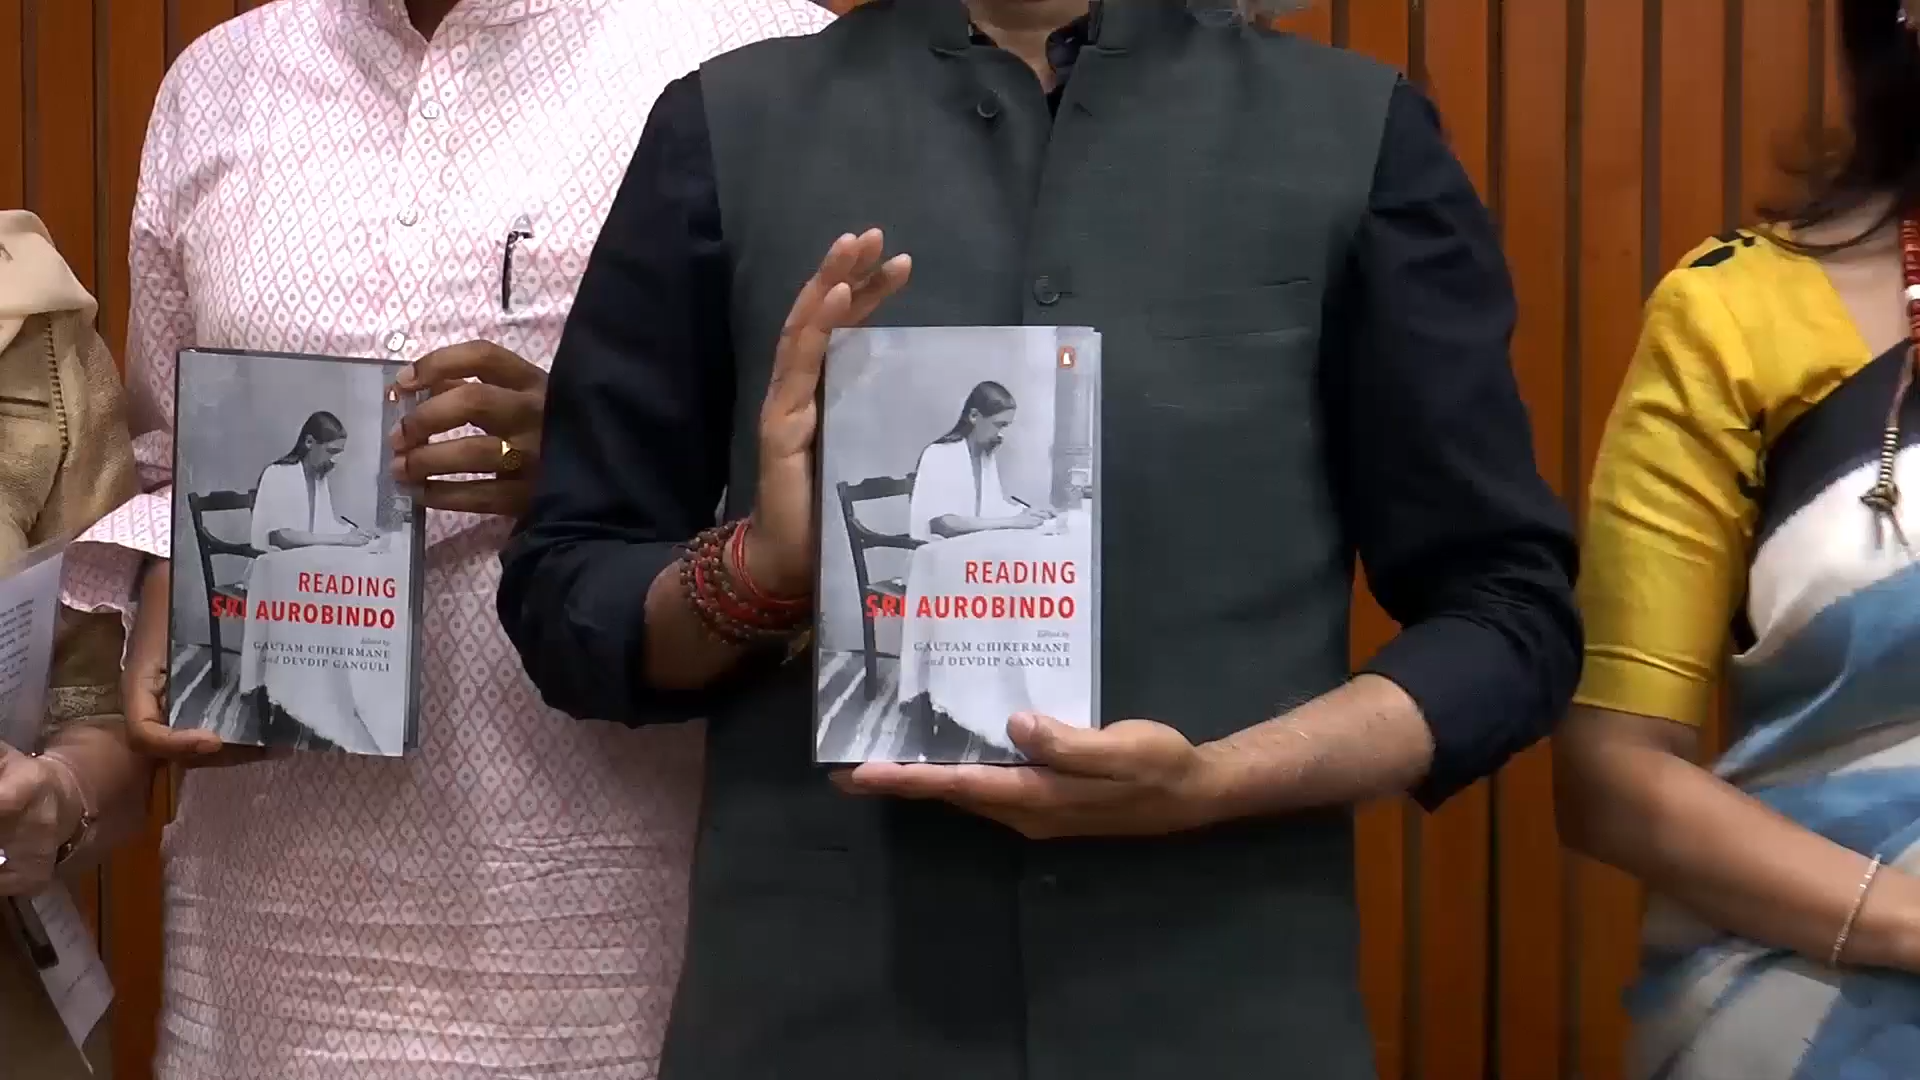 READING
SRI AUROBINDO
Edited by
GAUTAM CHIKERMANE
and DEVDIP GANGULI
READING
SRI AUROBINDO
Edited by
GAUTAM CHIKERMANE
and DEVDIP GANGULI